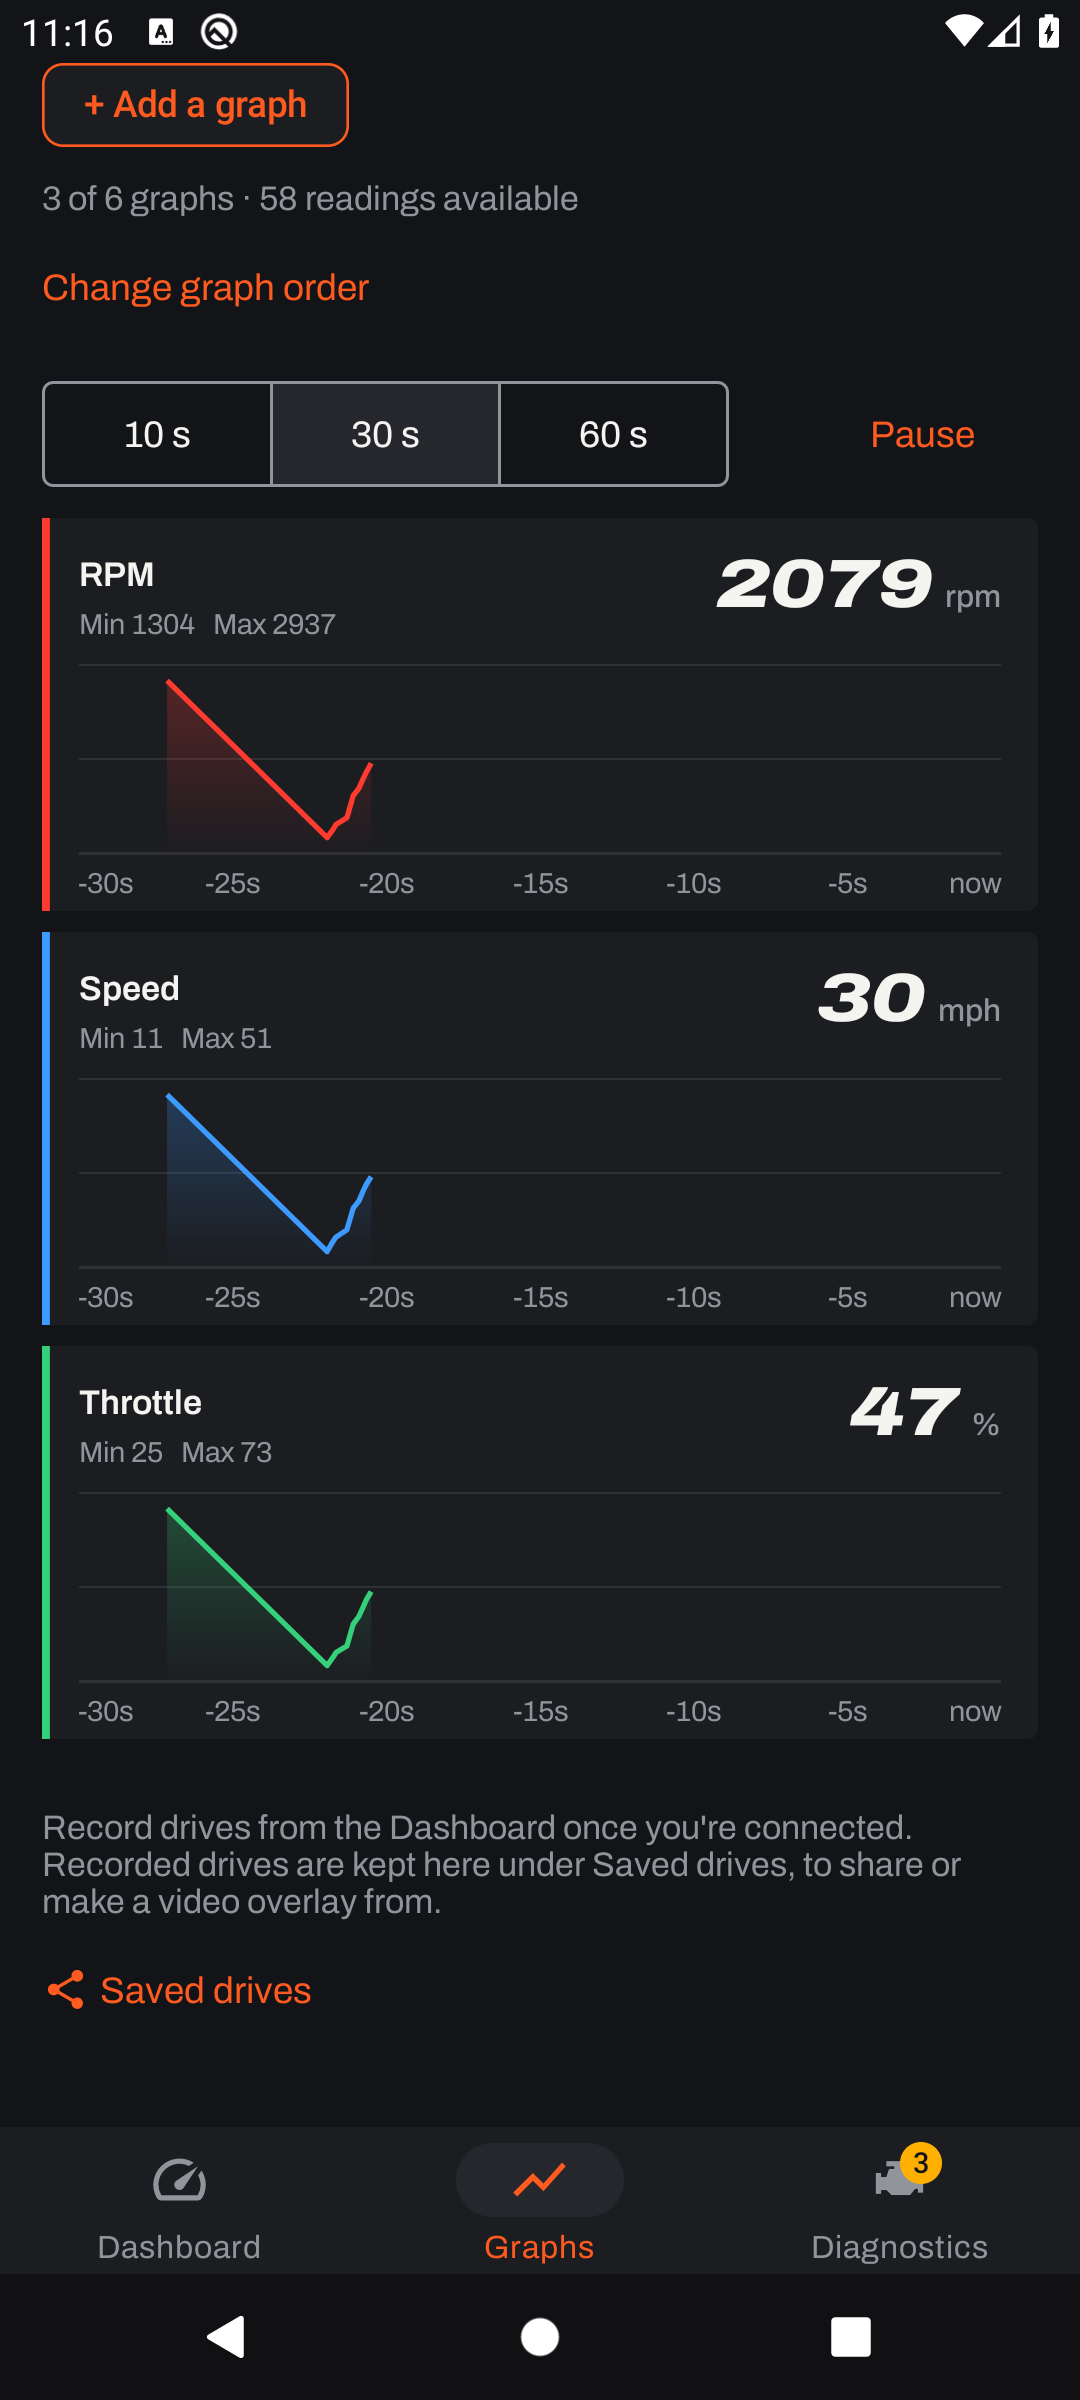 11:16
+ Add a graph
3 of 6 graphs · 58 readings available
Change graph order
10 s 30 s 60 s Pause
RPM 2079 rpm
Min 1304 Max 2937
-30s -25s -20s -15s -10s -5s now
Speed 30 mph
Min 11 Max 51
-30s -25s -20s -15s -10s -5s now
Throttle 47 %
Min 25 Max 73
-30s -25s -20s -15s -10s -5s now
Record drives from the Dashboard once you're connected.
Recorded drives are kept here under Saved drives, to share or
make a video overlay from.
Saved drives
3
Dashboard Graphs Diagnostics